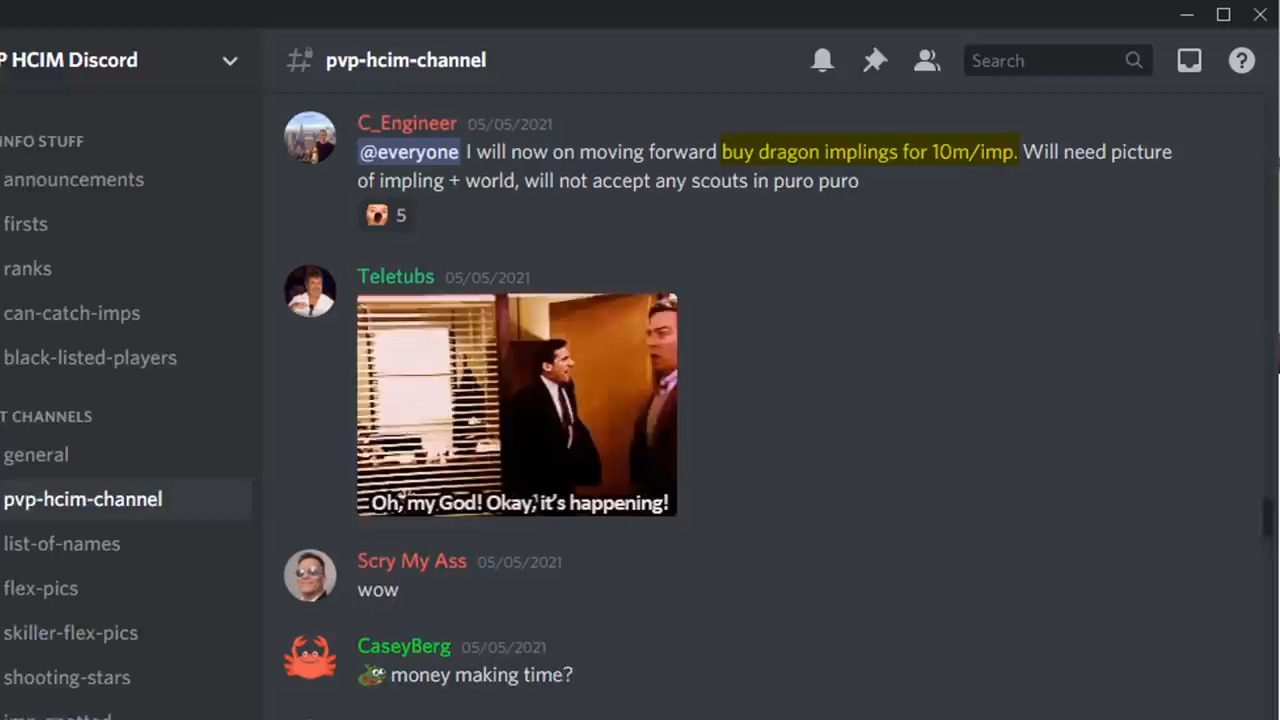 P HCIM Discord
pvp-hcim-channel
Search
INFO STUFF
announcements
firsts
ranks
can-catch-imps
black-listed-players
T CHANNELS
general
pvp-hcim-channel
list-of-names
flex-pics
skiller-flex-pics
shooting-stars
C_Engineer 05/05/2021
@everyone I will now on moving forward buy dragon implings for 10m/imp. Will need picture
of impling + world, will not accept any scouts in puro puro
5
Teletubs 05/05/2021
Oh, my God! Okay, it's happening!
Scry My Ass 05/05/2021
wow
CaseyBerg 05/05/2021
money making time?